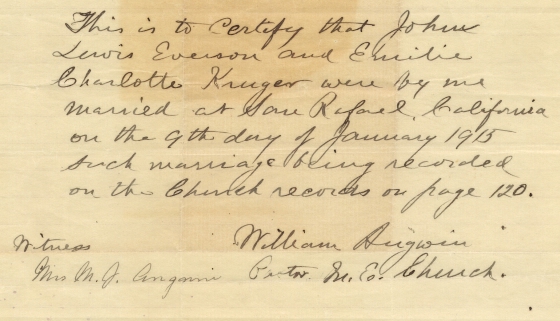 This is to certify that John
Lewis Everson and Emilie
Charlotte Kruger were by me
married at San Rafael, California
on the 9th day of January 1915
such marriage being recorded
on the Church records on page 120.
William Angwin
Witness
Mrs M. J. Angwin Pastor M. E. Church.